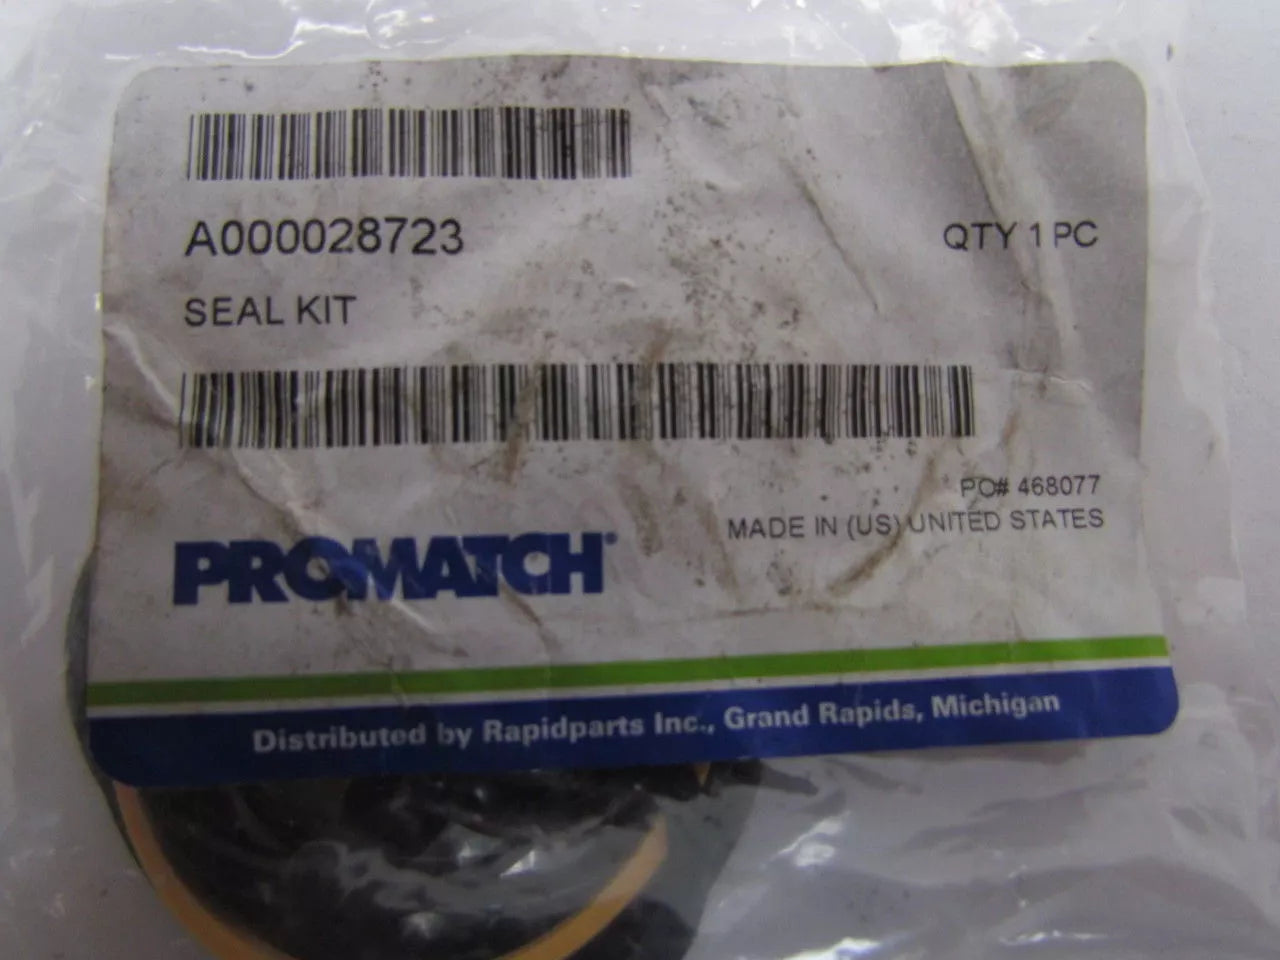 A000028723
QTY 1 PC
SEAL KIT
PO# 468077
MADE IN (US) UNITED STATES
PROMATCH®
Distributed by Rapidparts Inc., Grand Rapids, Michigan